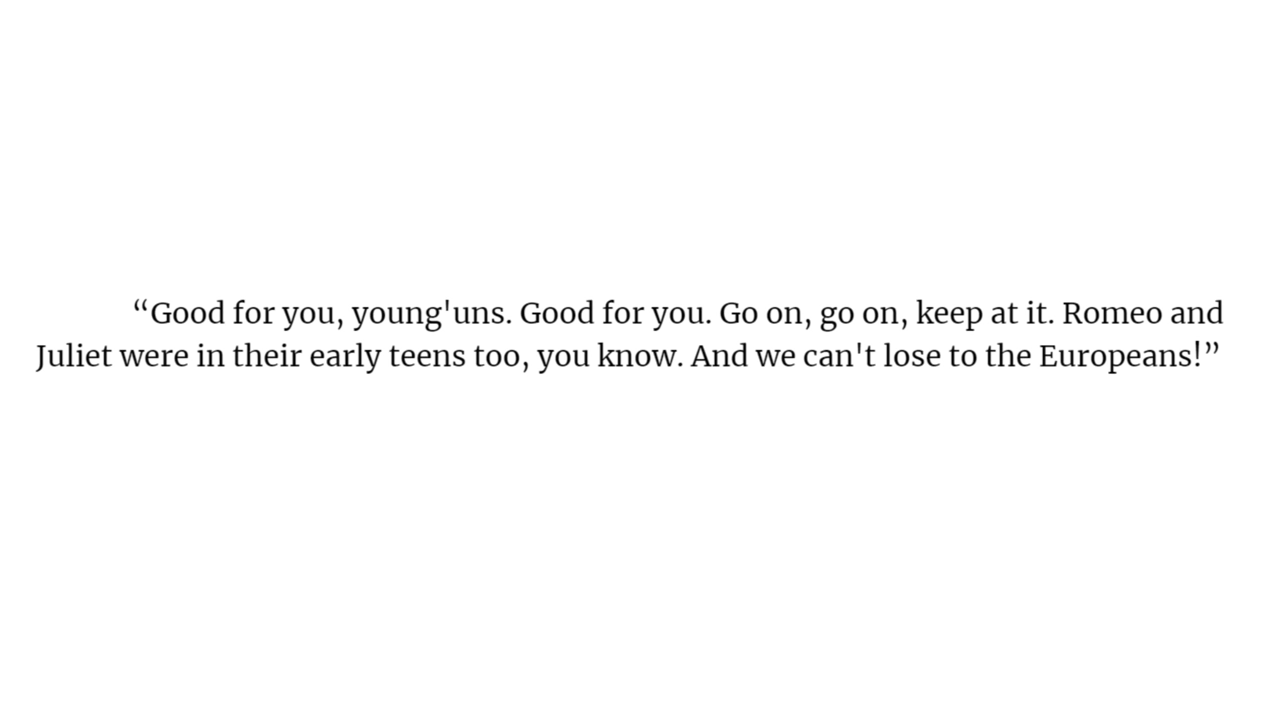 “Good for you, young'uns. Good for you. Go on, go on, keep at it. Romeo and
Juliet were in their early teens too, you know. And we can't lose to the Europeans!”